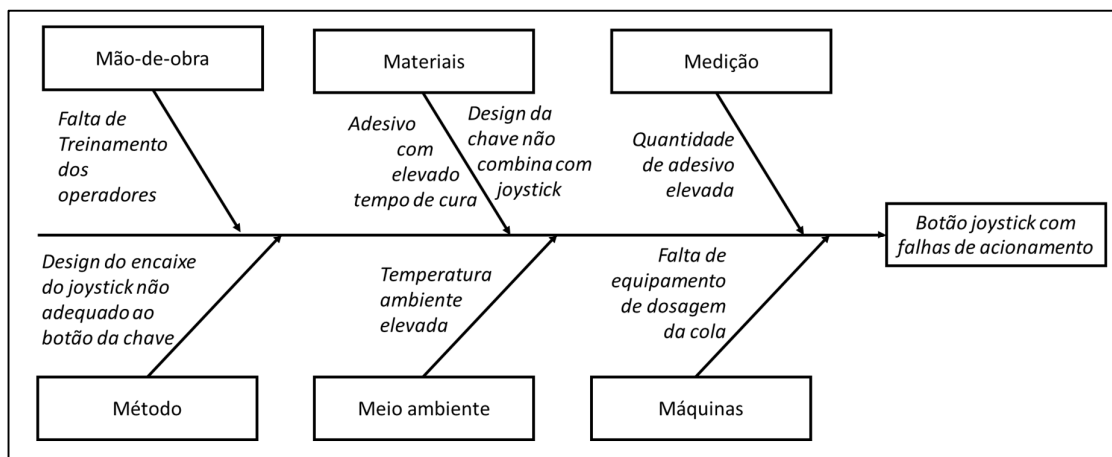 Mão-de-obra
Materiais
Medição
Falta de
Treinamento
dos
operadores
Adesivo
com
elevado
tempo de cura
Design da
chave não
combina com
joystick
Quantidade
de adesivo
elevada
Botão joystick com
falhas de acionamento
Design do encaixe
do joystick não
adequado ao
botão da chave
Temperatura
ambiente
elevada
Falta de
equipamento
de dosagem
da cola
Método
Meio ambiente
Máquinas